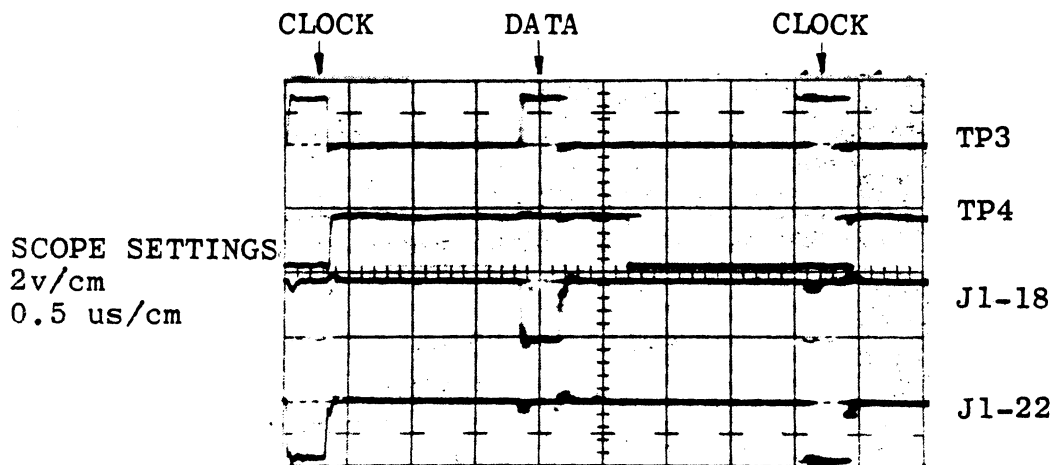 CLOCK DATA CLOCK
TP3
TP4
SCOPE SETTINGS
2v/cm
0.5 us/cm
J1-18
J1-22